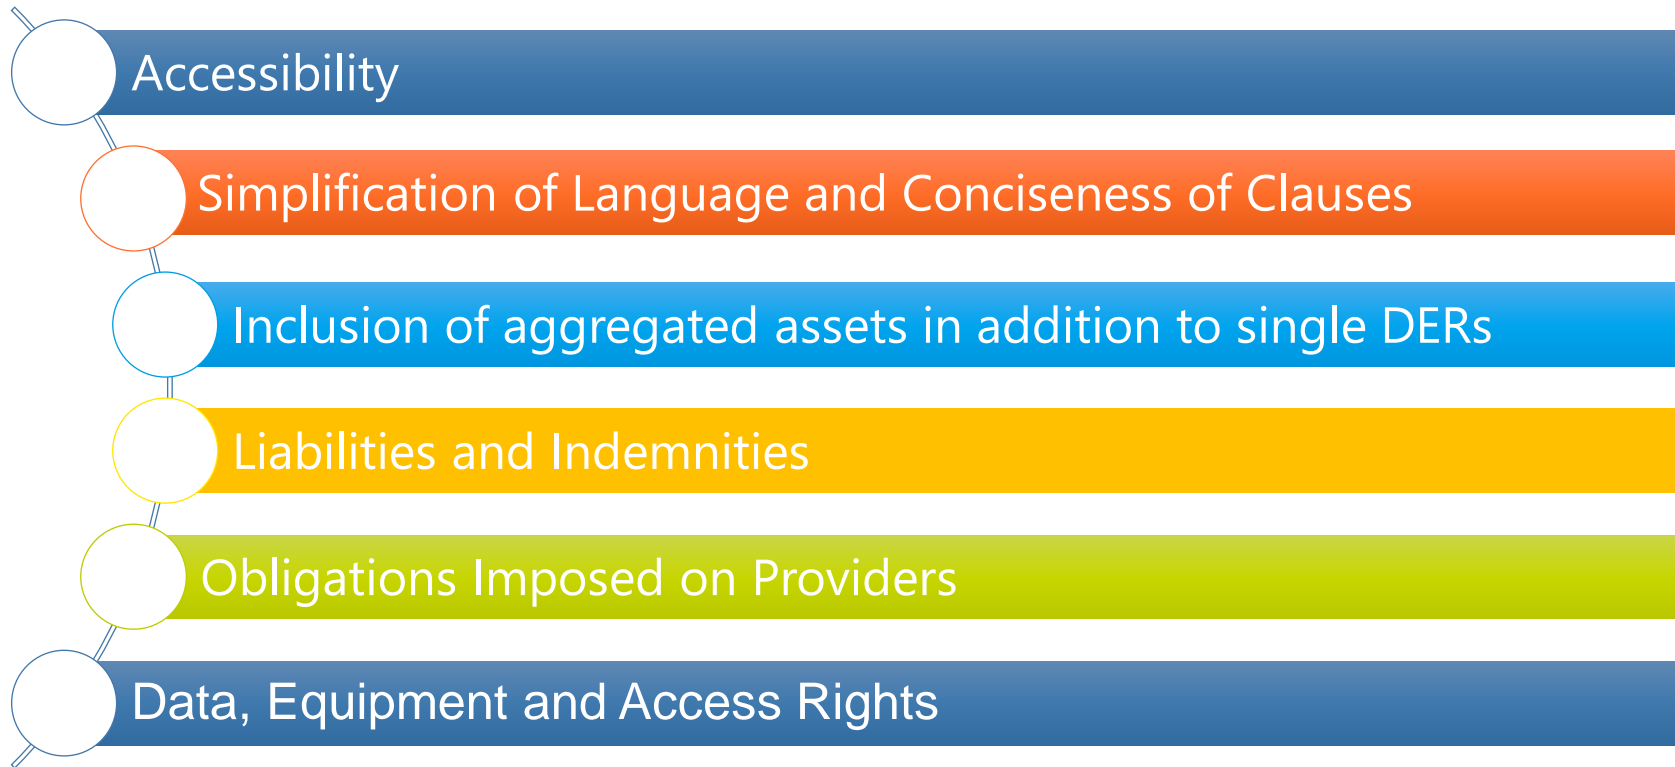 Accessibility
Simplification of Language and Conciseness of Clauses
Inclusion of aggregated assets in addition to single DERs
Liabilities and Indemnities
Obligations Imposed on Providers
Data, Equipment and Access Rights